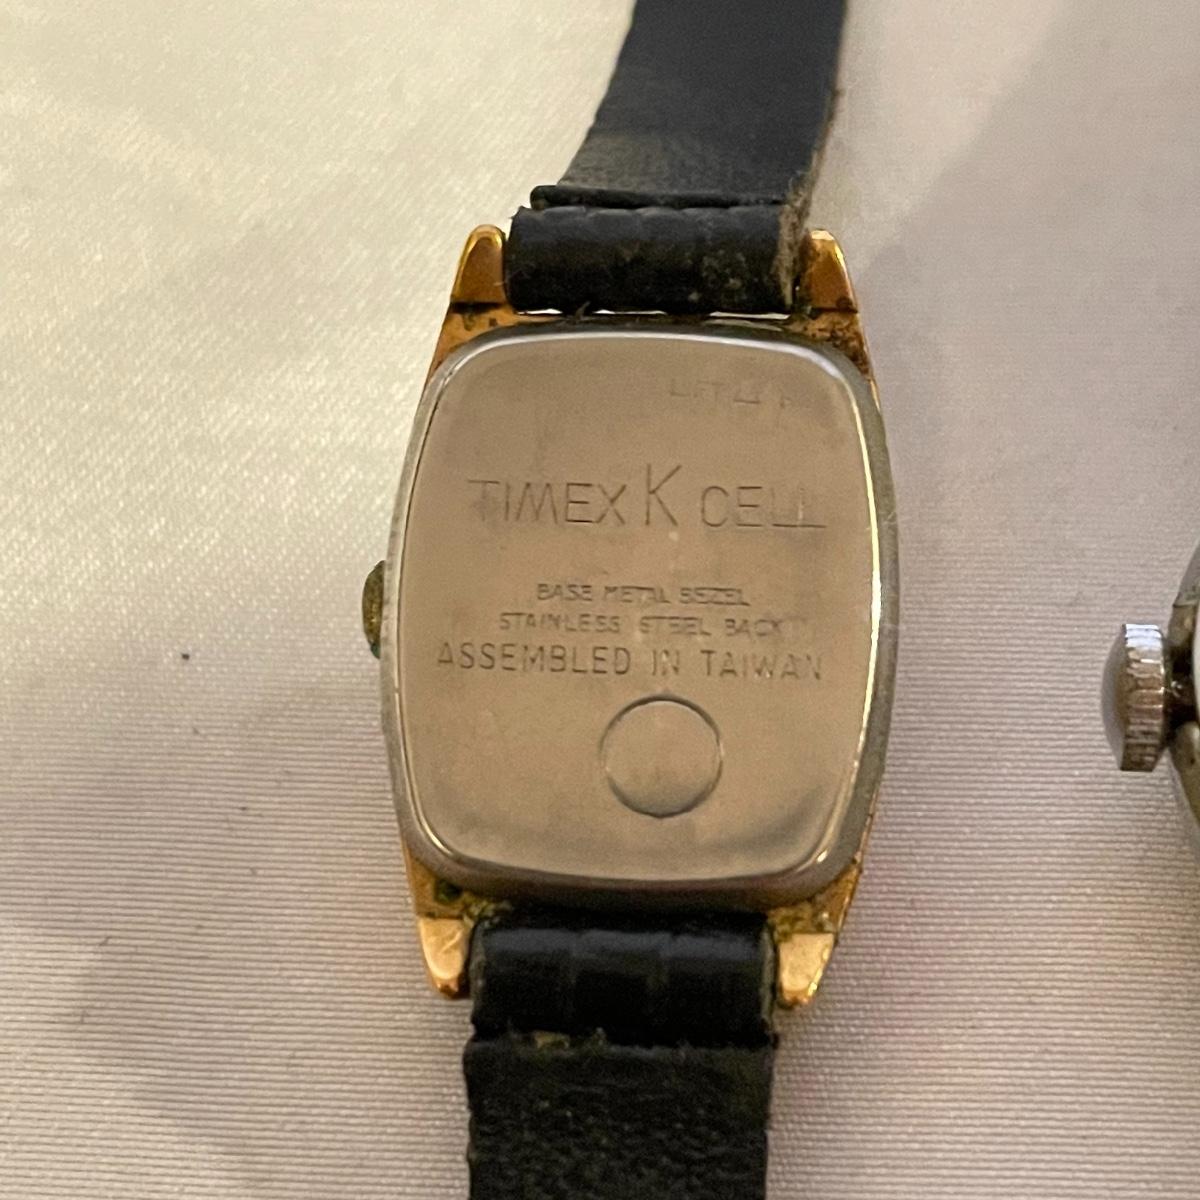 TIMEX K CELL
BASE METAL BEZEL
STAINLESS STEEL BACK
ASSEMBLED IN TAIWAN